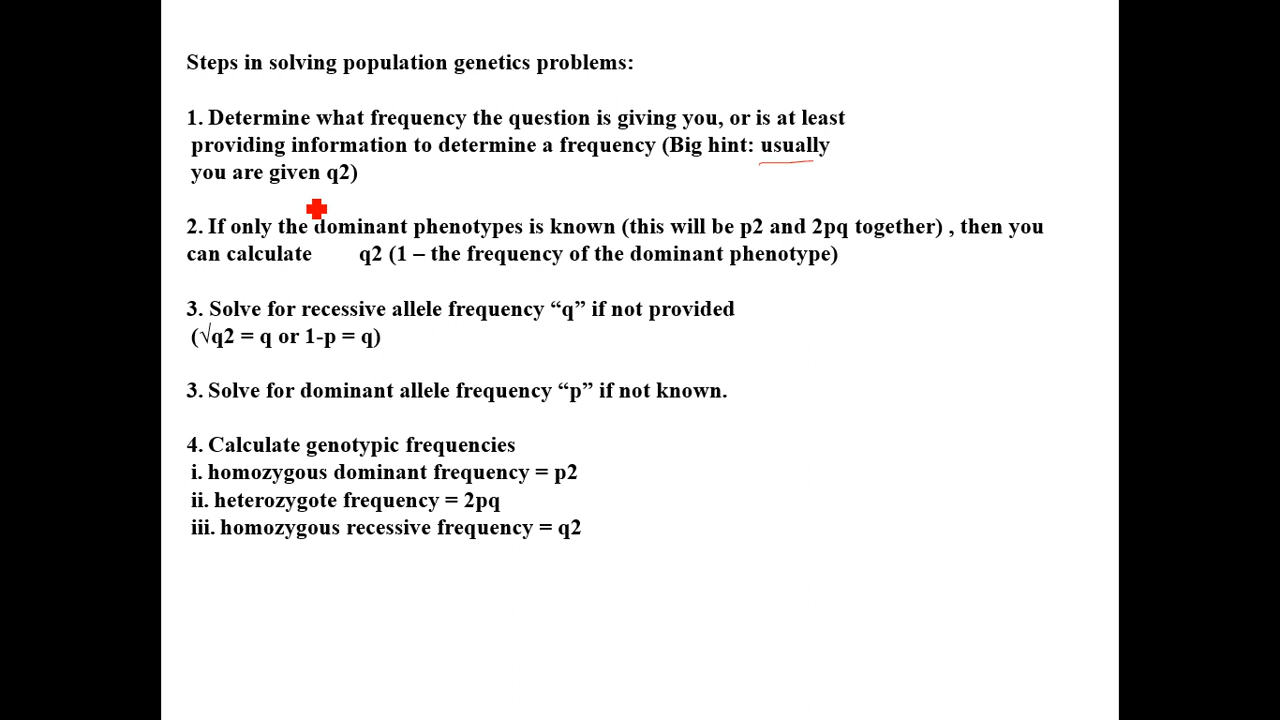 Steps in solving population genetics problems:
1. Determine what frequency the question is giving you, or is at least
providing information to determine a frequency (Big hint: usually
you are given q2)
2. If only the dominant phenotypes is known (this will be p2 and 2pq together) , then you
can calculate q2 (1 – the frequency of the dominant phenotype)
3. Solve for recessive allele frequency “q” if not provided
(√q2 = q or 1-p = q)
3. Solve for dominant allele frequency “p” if not known.
4. Calculate genotypic frequencies
i. homozygous dominant frequency = p2
ii. heterozygote frequency = 2pq
iii. homozygous recessive frequency = q2